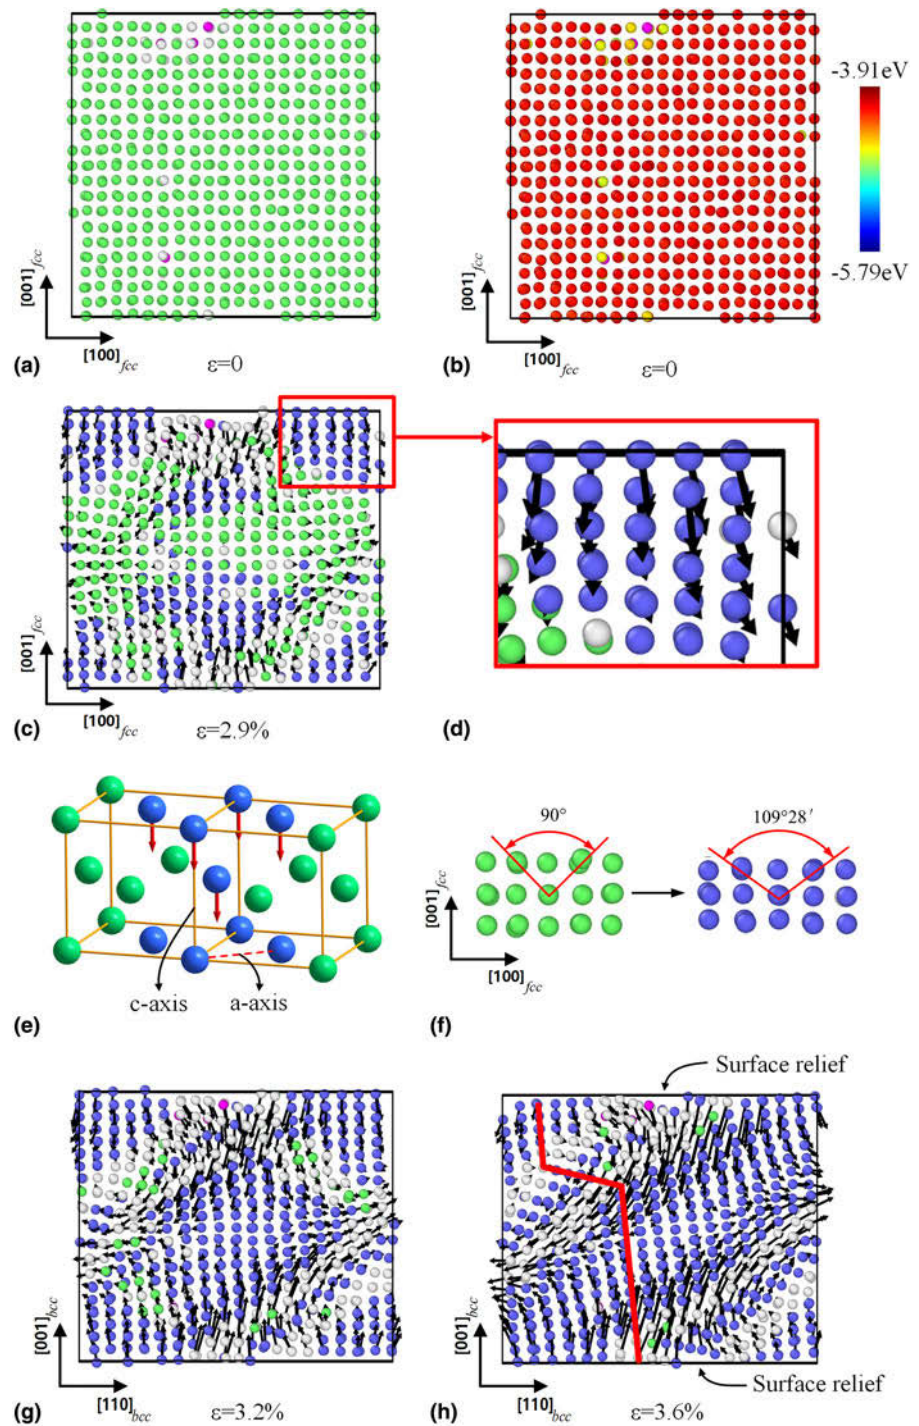 -3.91eV
-5.79eV
[001]fcc
[100]fcc
(a)
ε=0
[001]fcc
[100]fcc
(b)
ε=0
[001]fcc
[100]fcc
(c)
ε=2.9%
(d)
c-axis
a-axis
(e)
90°
109°28′
[001]fcc
[100]fcc
(f)
[001]bcc
[110]bcc
(g)
ε=3.2%
Surface relief
[001]bcc
[110]bcc
(h)
ε=3.6%
Surface relief